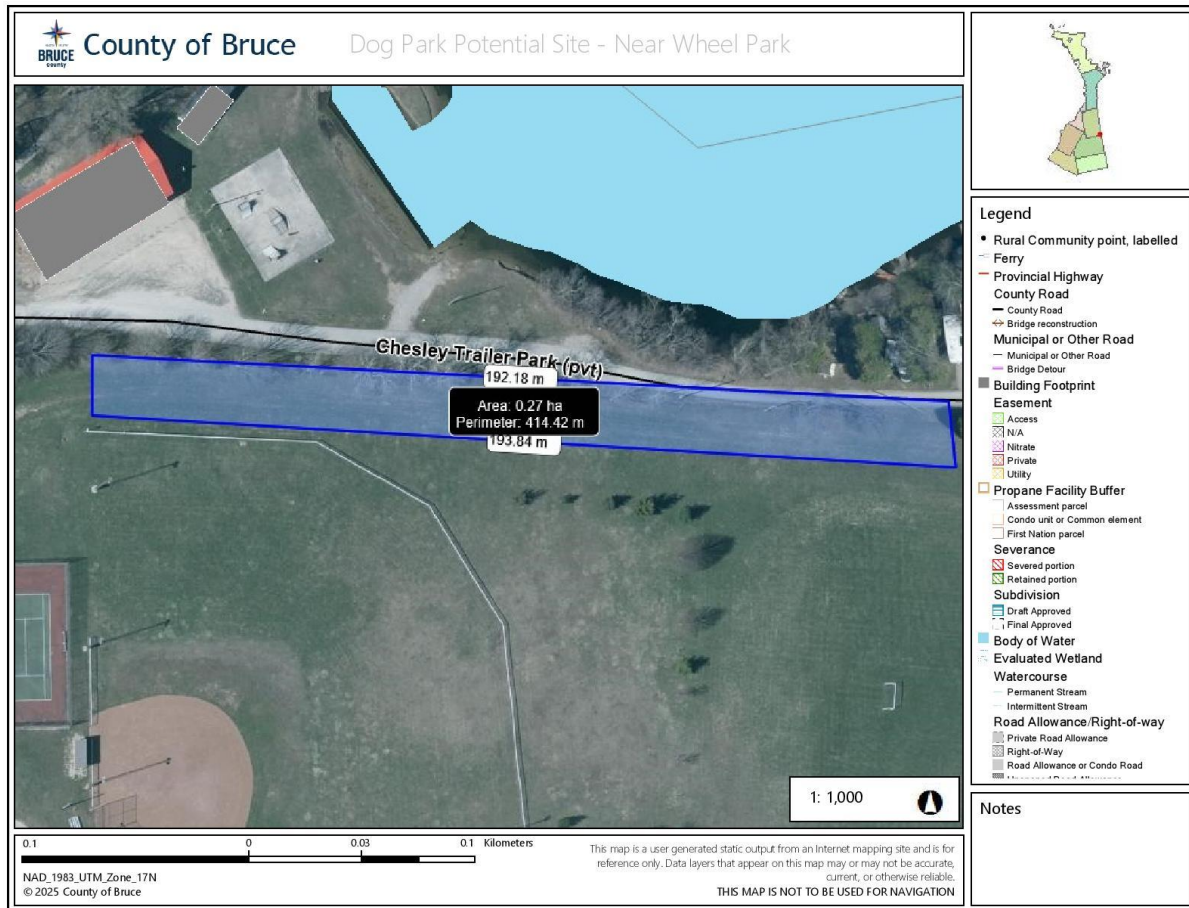 BRUCE
county
County of Bruce
Dog Park Potential Site - Near Wheel Park
Chesley Trailer Park (pvt)
192.18 m
Area: 0.27 ha
Perimeter: 414.42 m
193.84 m
1: 1,000
Legend
Rural Community point, labelled
Ferry
Provincial Highway
County Road
County Road
Bridge reconstruction
Municipal or Other Road
Municipal or Other Road
Bridge Detour
Building Footprint
Easement
Access
N/A
Nitrate
Private
Utility
Propane Facility Buffer
Assessment parcel
Condo unit or Common element
First Nation parcel
Severance
Severed portion
Retained portion
Subdivision
Draft Approved
Final Approved
Body of Water
Evaluated Wetland
Watercourse
Permanent Stream
Intermittent Stream
Road Allowance/Right-of-way
Private Road Allowance
Right-of-Way
Road Allowance or Condo Road
Notes
0.1 0 0.03 0.1 Kilometers
NAD_1983_UTM_Zone_17N
© 2025 County of Bruce
This map is a user generated static output from an Internet mapping site and is
for reference only. Data layers that appear on this map may or may not be accurate,
current, or otherwise reliable.
THIS MAP IS NOT TO BE USED FOR NAVIGATION